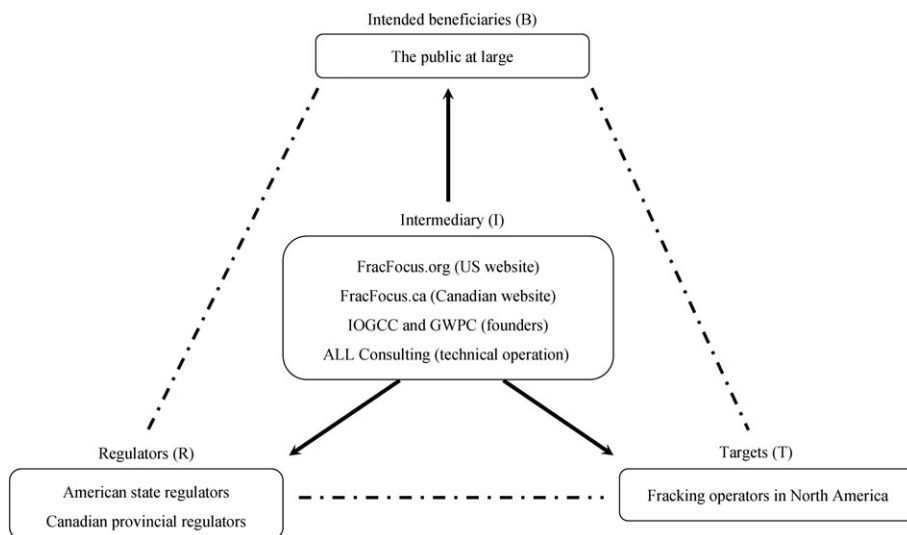 Intended beneficiaries (B)
The public at large
Intermediary (I)
FracFocus.org (US website)
FracFocus.ca (Canadian website)
IOGCC and GWPC (founders)
ALL Consulting (technical operation)
Regulators (R)
American state regulators
Canadian provincial regulators
Targets (T)
Fracking operators in North America